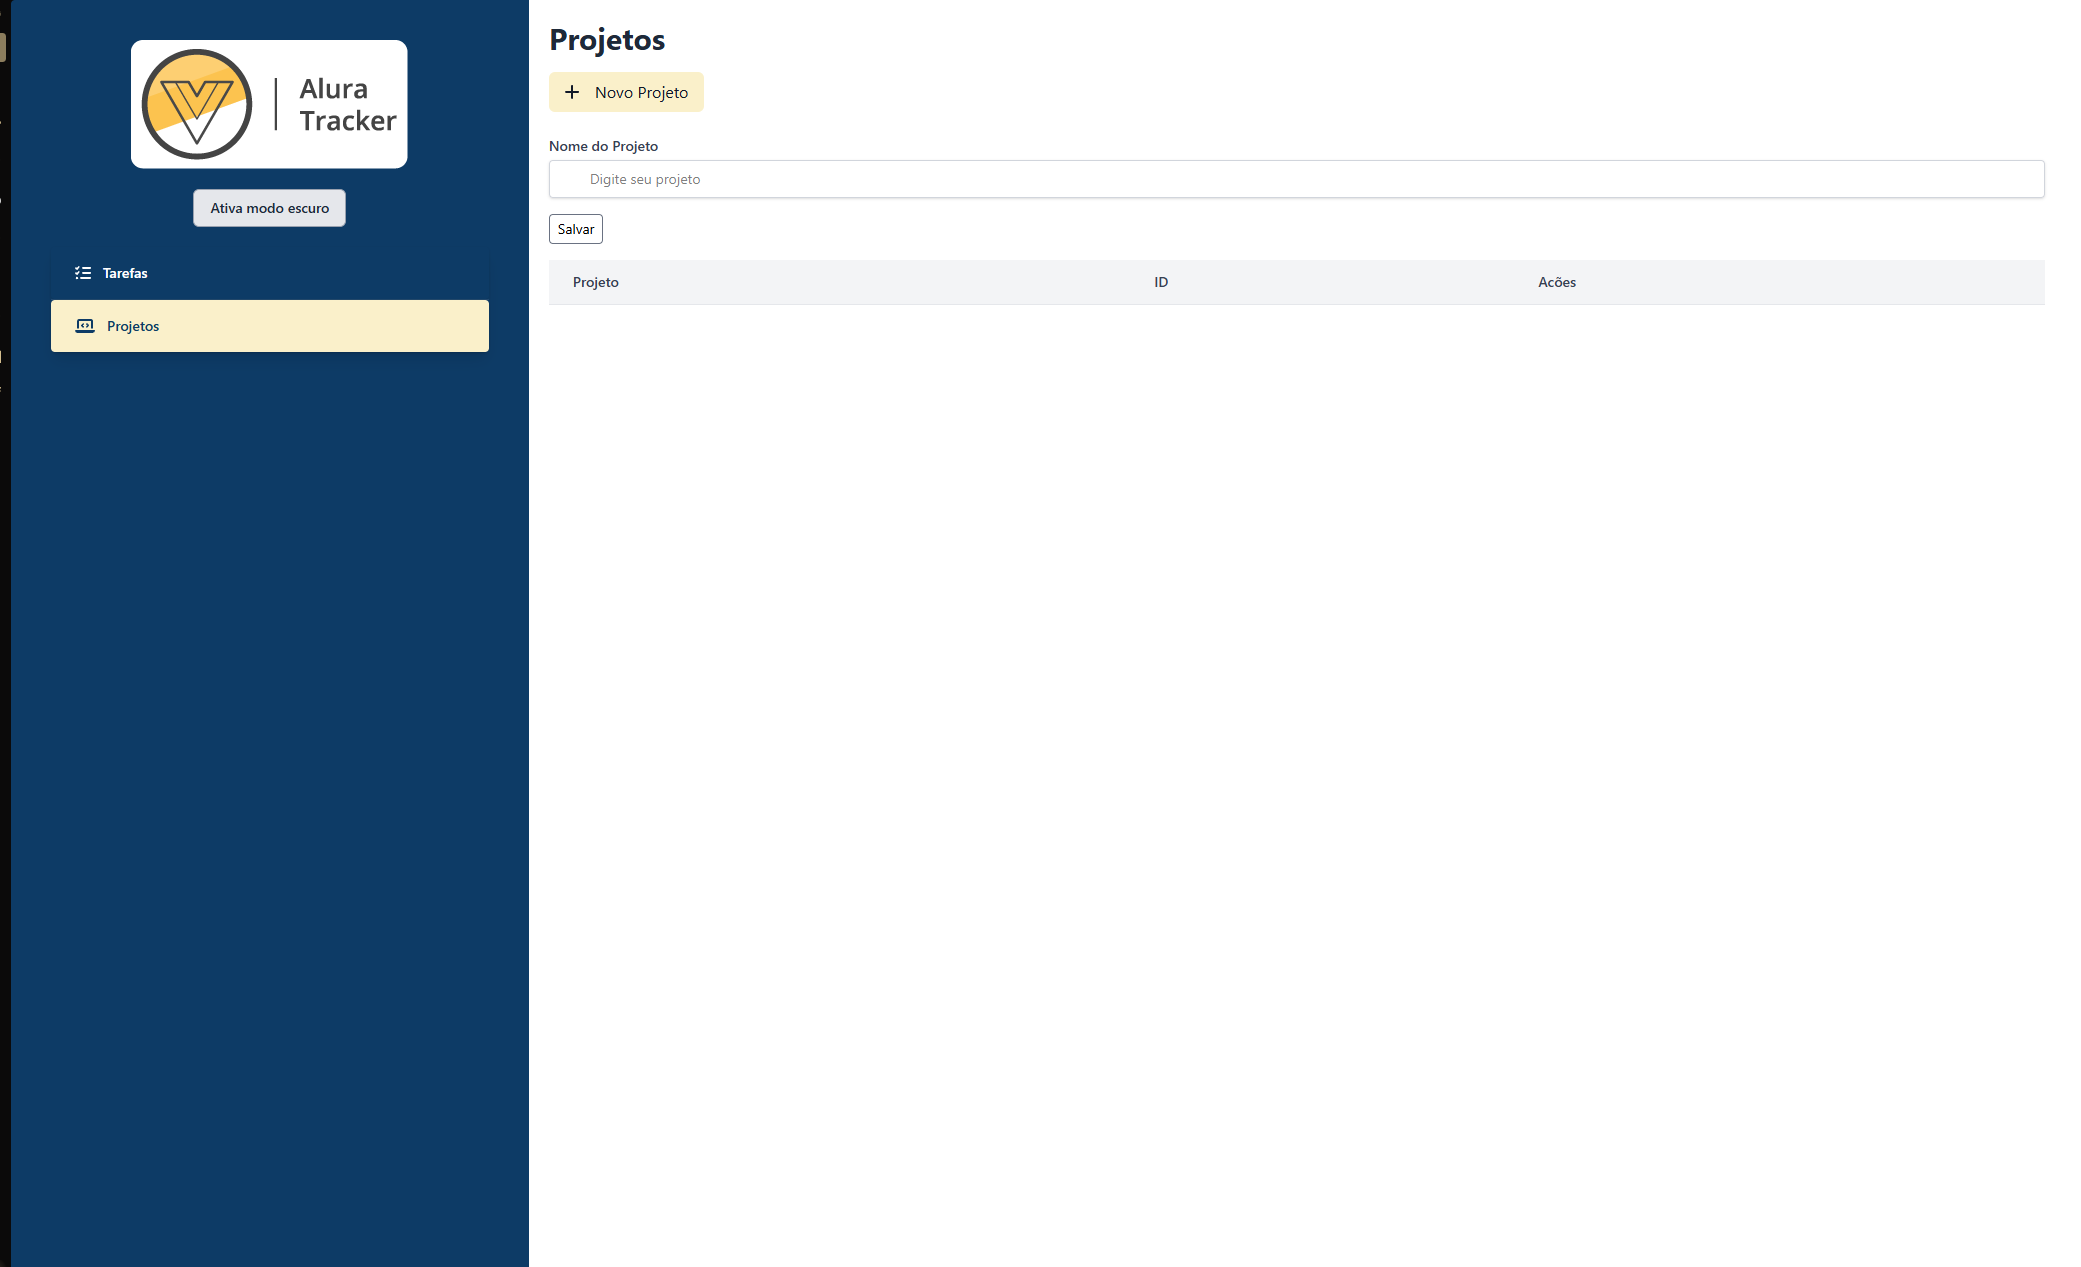 Alura
Tracker
Ativa modo escuro
Tarefas
Projetos
Projetos
Novo Projeto
Nome do Projeto
Digite seu projeto
Salvar
Projeto ID Acões